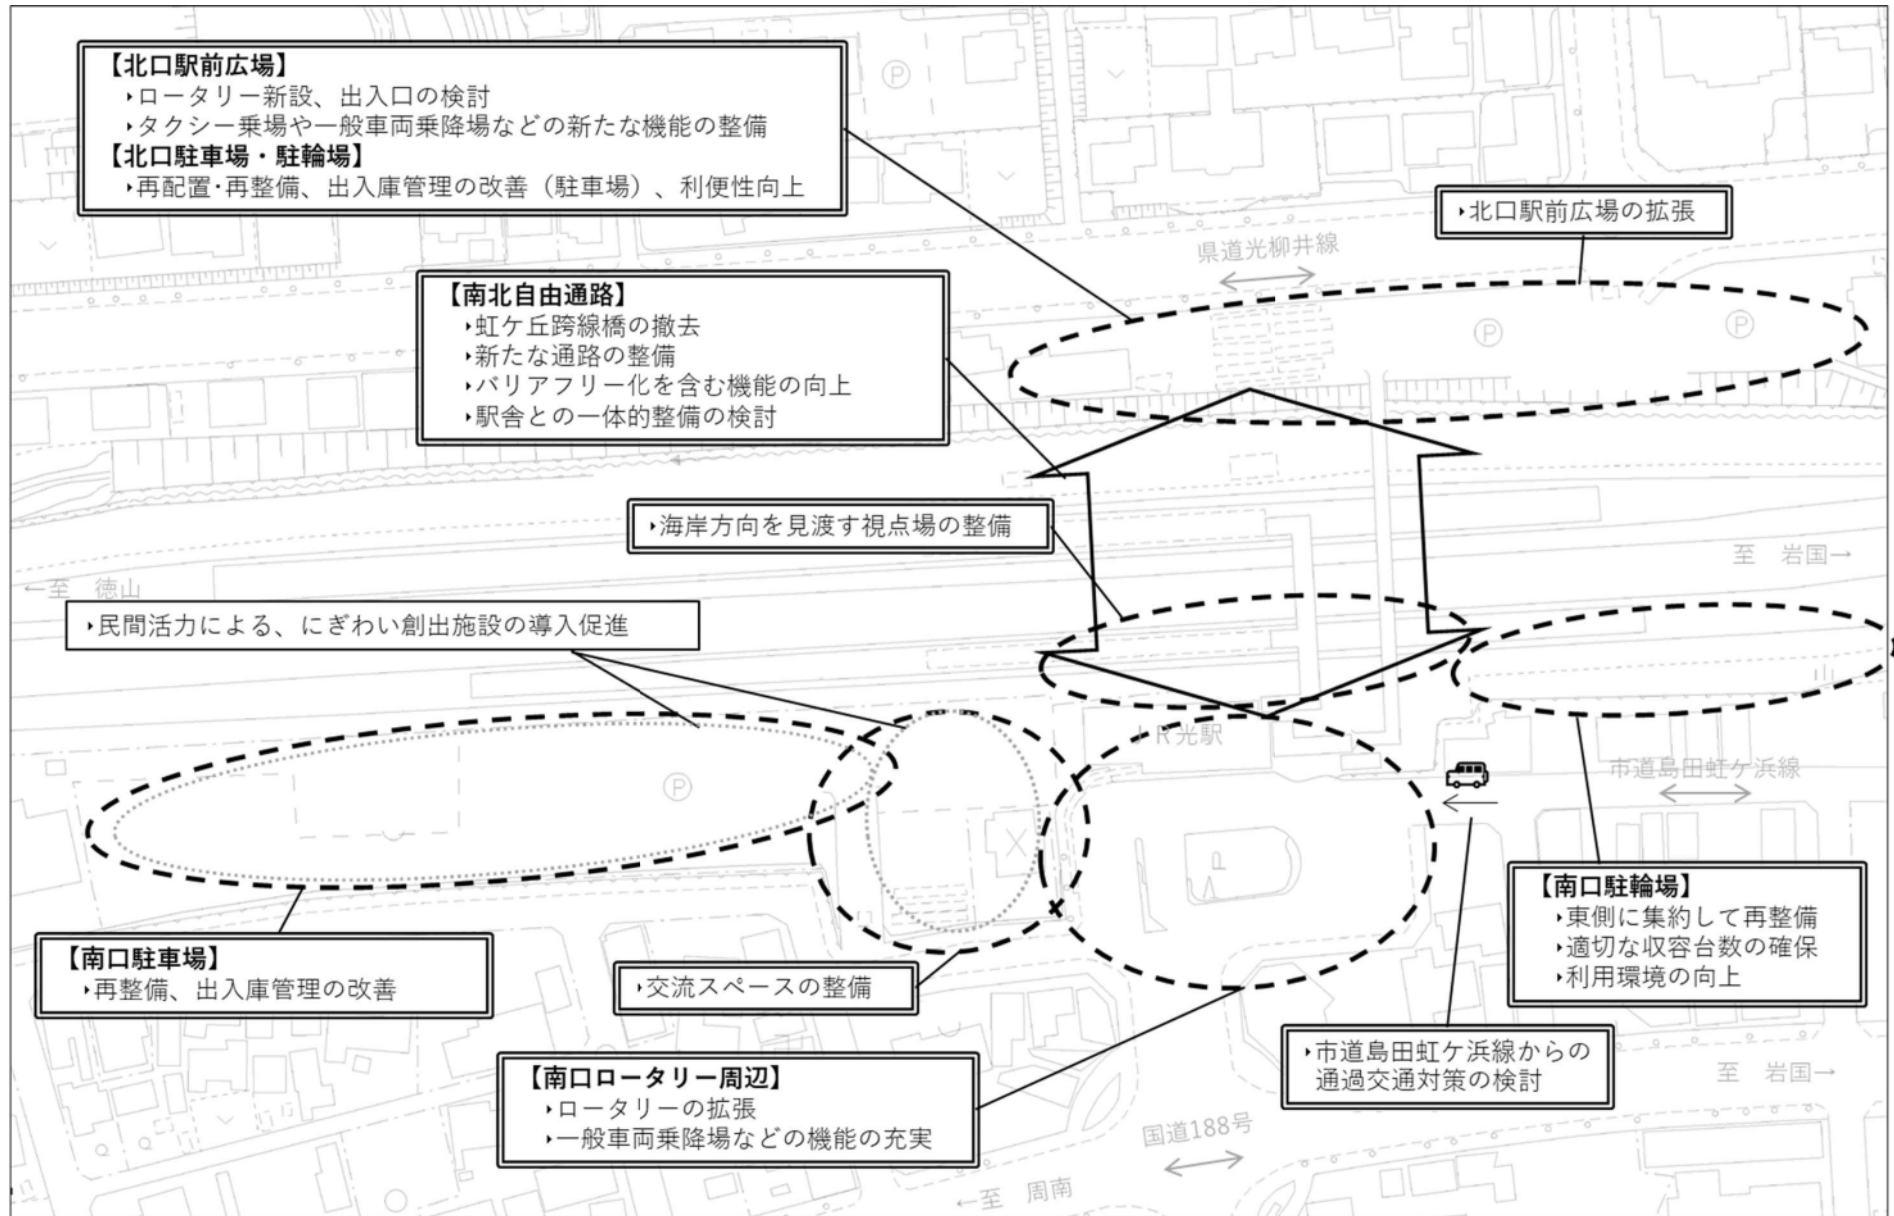 【北口駅前広場】
‣ロータリー新設、出入口の検討
‣タクシー乗場や一般車両乗降場などの新たな機能の整備
【北口駐車場・駐輪場】
‣再配置･再整備、出入庫管理の改善（駐車場）、利便性向上
Ⓟ
‣北口駅前広場の拡張
県道光柳井線
【南北自由通路】
‣虹ケ丘跨線橋の撤去
‣新たな通路の整備
‣バリアフリー化を含む機能の向上
‣駅舎との一体的整備の検討
Ⓟ
Ⓟ
‣海岸方向を見渡す視点場の整備
至　岩国→
←至　徳山
‣民間活力による、にぎわい創出施設の導入促進
ＪＲ光駅
市道島田虹ケ浜線
Ⓟ
【南口駐車場】
‣再整備、出入庫管理の改善
‣交流スペースの整備
【南口駐輪場】
‣東側に集約して再整備
‣適切な収容台数の確保
‣利用環境の向上
【南口ロータリー周辺】
‣ロータリーの拡張
‣一般車両乗降場などの機能の充実
‣市道島田虹ケ浜線からの
通過交通対策の検討
至　岩国→
国道188号
←至　周南